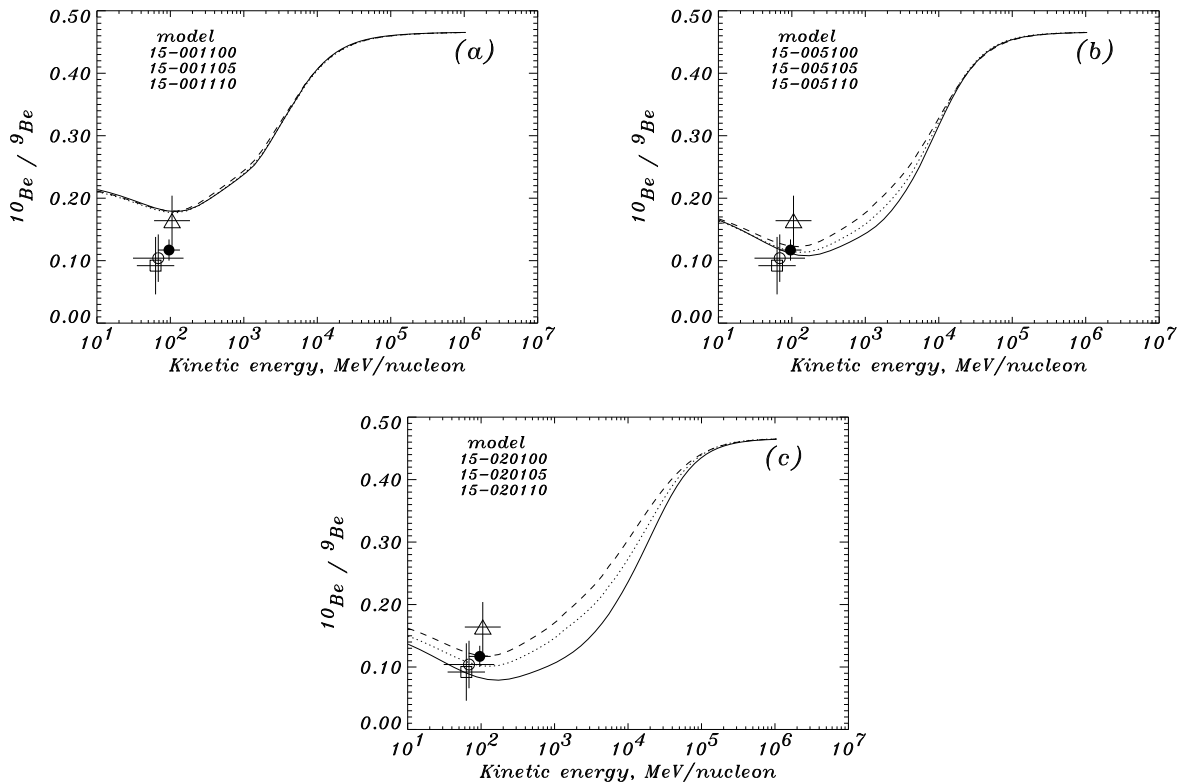 0.50
0.40
0.30
0.20
0.10
0.00
10Be / 9Be
model
15-001100
15-001105
15-001110
(a)
10^1 10^2 10^3 10^4 10^5 10^6 10^7
Kinetic energy, MeV/nucleon
0.50
0.40
0.30
0.20
0.10
0.00
10Be / 9Be
model
15-005100
15-005105
15-005110
(b)
10^1 10^2 10^3 10^4 10^5 10^6 10^7
Kinetic energy, MeV/nucleon
0.50
0.40
0.30
0.20
0.10
0.00
10Be / 9Be
model
15-020100
15-020105
15-020110
(c)
10^1 10^2 10^3 10^4 10^5 10^6 10^7
Kinetic energy, MeV/nucleon